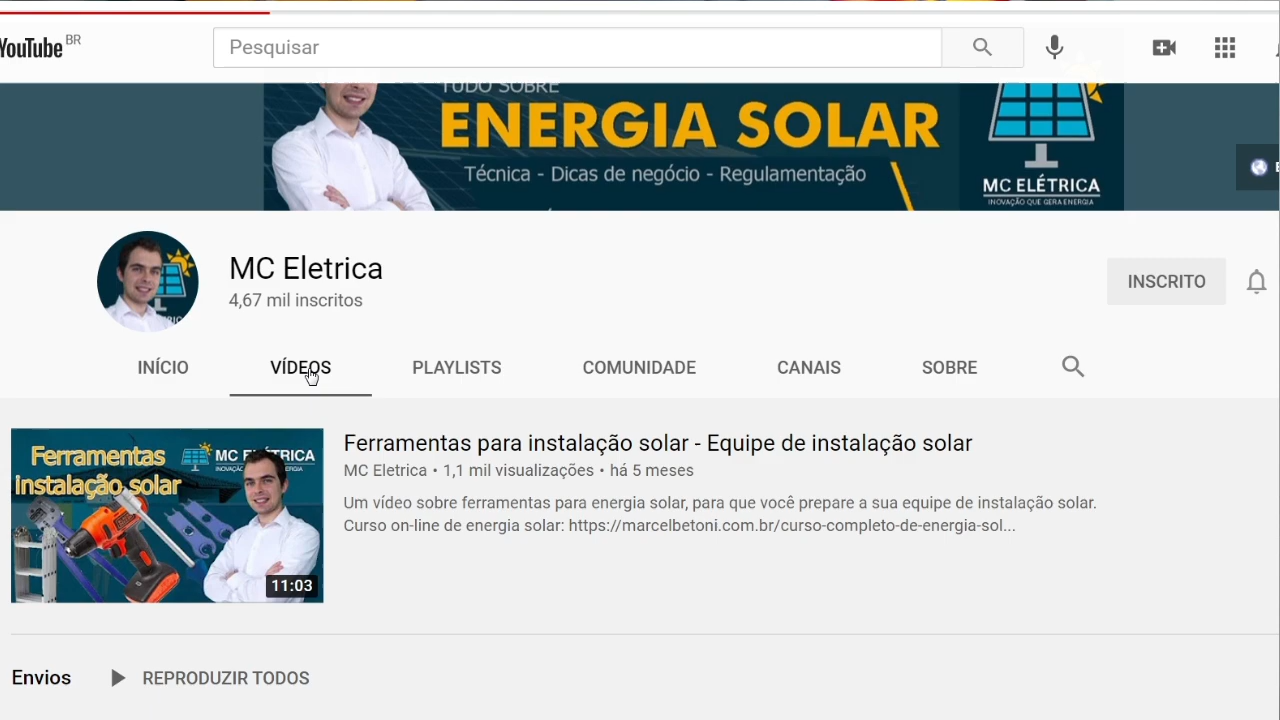 YouTube BR
Pesquisar
TUDO SOBRE
ENERGIA SOLAR
Técnica - Dicas de negócio - Regulamentação
MC ELÉTRICA
INOVAÇÃO QUE GERA ENERGIA
MC Eletrica
4,67 mil inscritos
INSCRITO
INÍCIO
VÍDEOS
PLAYLISTS
COMUNIDADE
CANAIS
SOBRE
Ferramentas
instalação solar
11:03
Ferramentas para instalação solar - Equipe de instalação solar
MC Eletrica • 1,1 mil visualizações • há 5 meses
Um vídeo sobre ferramentas para energia solar, para que você prepare a sua equipe de instalação solar.
Curso on-line de energia solar: https://marcelbetoni.com.br/curso-completo-de-energia-sol...
Envios
REPRODUZIR TODOS